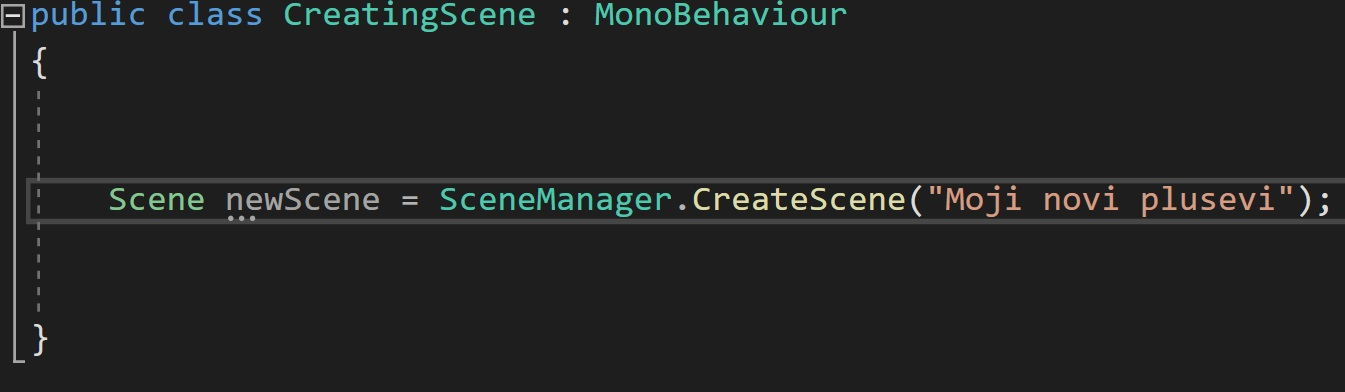 public class CreatingScene : MonoBehaviour
{
Scene newScene = SceneManager.CreateScene("Moji novi plusevi");
}